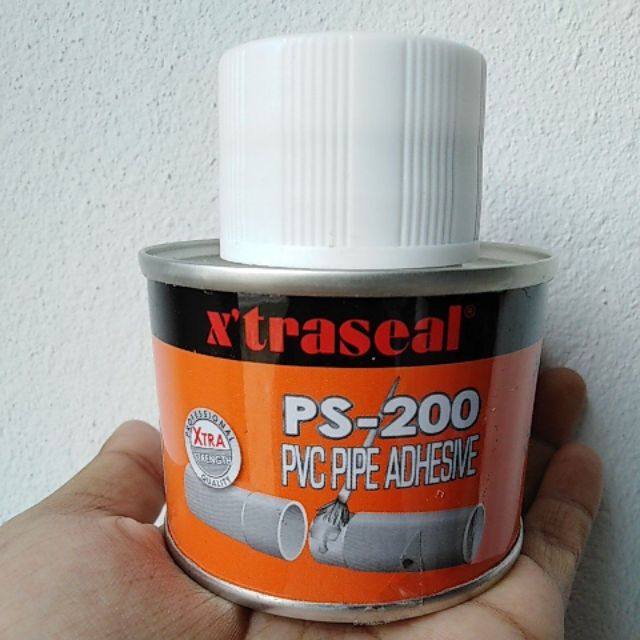 x'traseal®
PS-200
PVC PIPE ADHESIVE
PROFESSIONAL
XTRA
STRENGTH
QUALITY